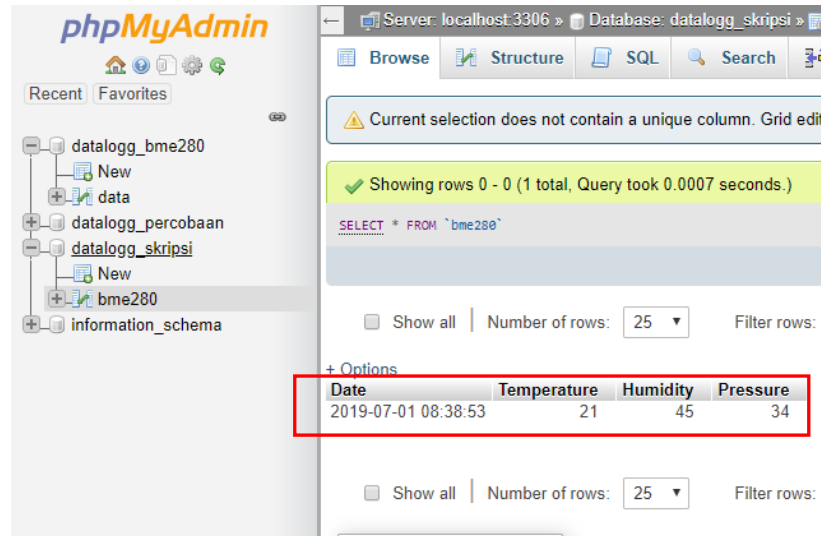 phpMyAdmin
Recent Favorites
datalogg_bme280
New
data
datalogg_percobaan
datalogg_skripsi
New
bme280
information_schema
Server: localhost:3306 » Database: datalogg_skripsi »
Browse Structure SQL Search
Current selection does not contain a unique column. Grid edit
Showing rows 0 - 0 (1 total, Query took 0.0007 seconds.)
SELECT * FROM `bme280`
Show all Number of rows: 25 Filter rows:
+ Options
Date Temperature Humidity Pressure
2019-07-01 08:38:53 21 45 34
Show all Number of rows: 25 Filter rows: